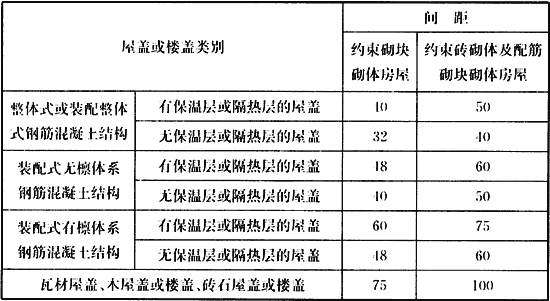 屋盖或楼盖类别 间 距
约束砌块砌体房屋 约束砖砌体及配筋砌块砌体房屋
整体式或装配整体式钢筋混凝土结构 有保温层或隔热层的屋盖 40 50
无保温层或隔热层的屋盖 32 40
装配式无檩体系钢筋混凝土结构 有保温层或隔热层的屋盖 48 60
无保温层或隔热层的屋盖 40 50
装配式有檩体系钢筋混凝土结构 有保温层或隔热层的屋盖 60 75
无保温层或隔热层的屋盖 48 60
瓦材屋盖、木屋盖或楼盖、砖石屋盖或楼盖 75 100